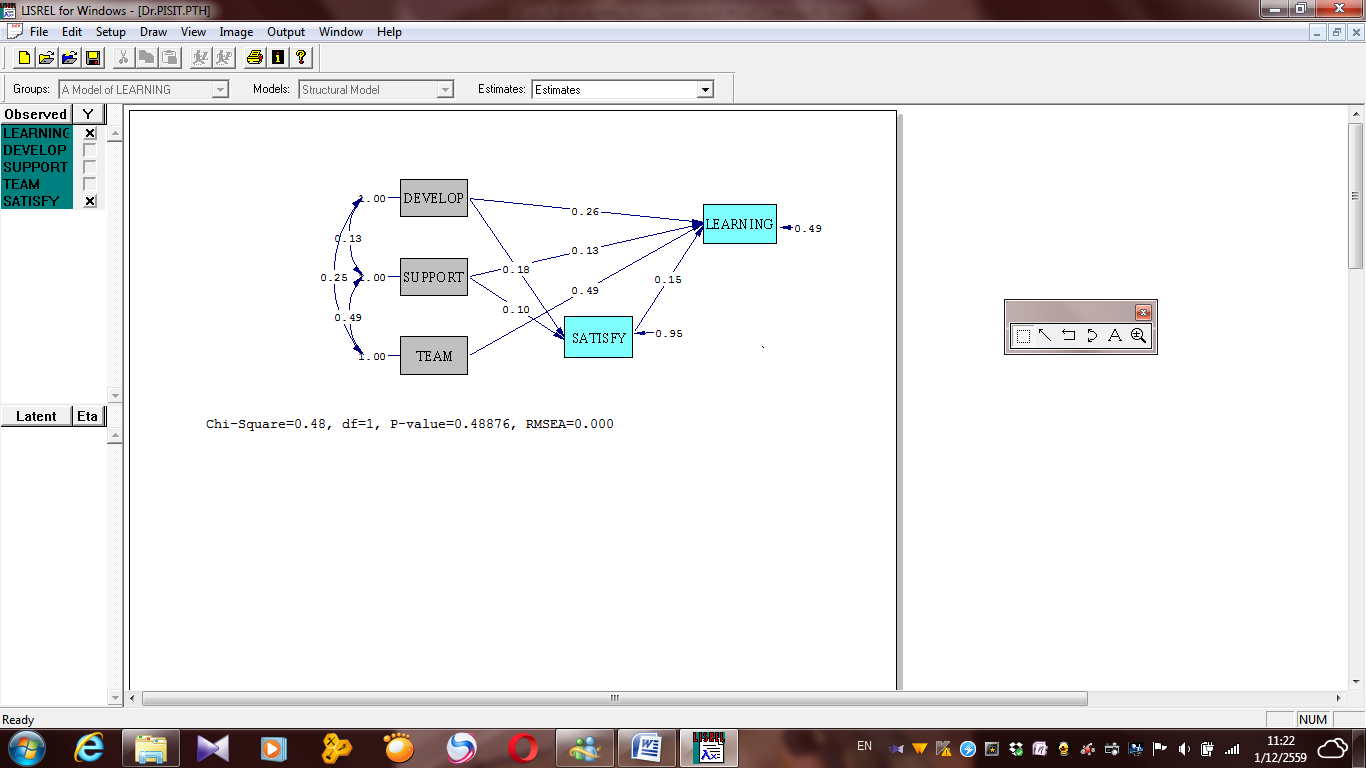 LISREL for Windows - [Dr.PISIT.PTH]
File Edit Setup Draw View Image Output Window Help
Groups: A Model of LEARNING Models: Structural Model Estimates: Estimates
Observed Y
LEARNING
DEVELOP
SUPPORT
TEAM
SATISFY
Latent Eta
1.00 DEVELOP
0.26
LEARNING 0.49
0.13
0.13
0.25 1.00 SUPPORT
0.18
0.15
0.49
0.10
0.49
SATISFY 0.95
1.00 TEAM
Chi-Square=0.48, df=1, P-value=0.48876, RMSEA=0.000
A
Ready
NUM
EN
11:22
1/12/2559